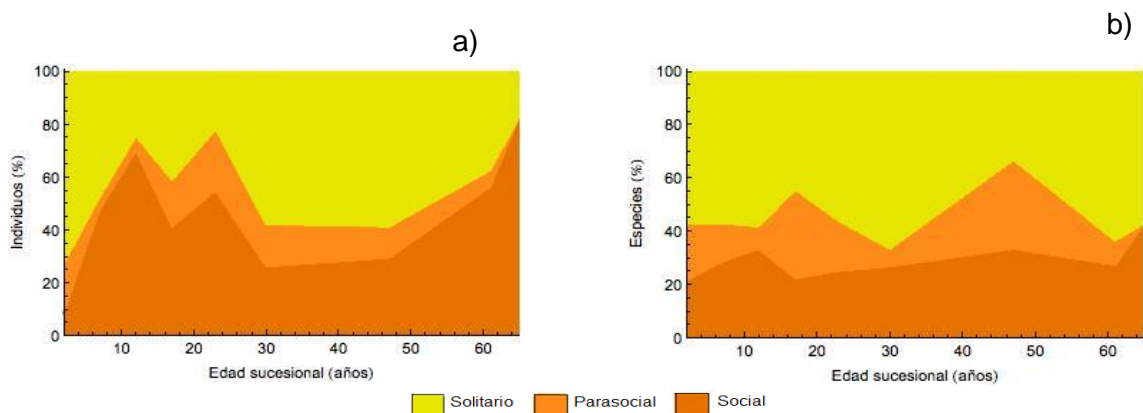 a)
b)
100
80
60
40
20
0
Individuos (%)
10 20 30 40 50 60
Edad sucesional (años)
100
80
60
40
20
0
Especies (%)
10 20 30 40 50 60
Edad sucesional (años)
Solitario Parasocial Social